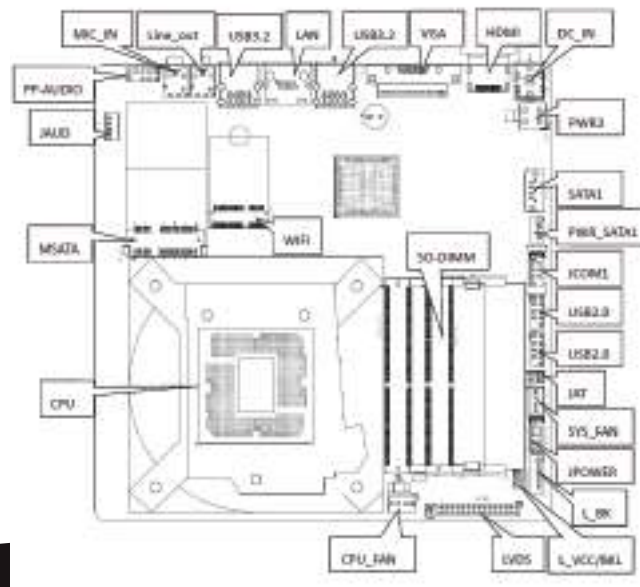 MIC_IN
Line_out
USB3.2
LAN
USB3.2
VGA
HDMI
DC_IN
FP-AUDIO
PWR3
JAUD
SATA1
MSATA
WIFI
SO-DIMM
PWR_SATA1
JCOM1
USB2.0
USB2.0
CPU
JAT
SYS_FAN
JPOWER
L_BK
CPU_FAN
LVDS
L_VCC/BKL